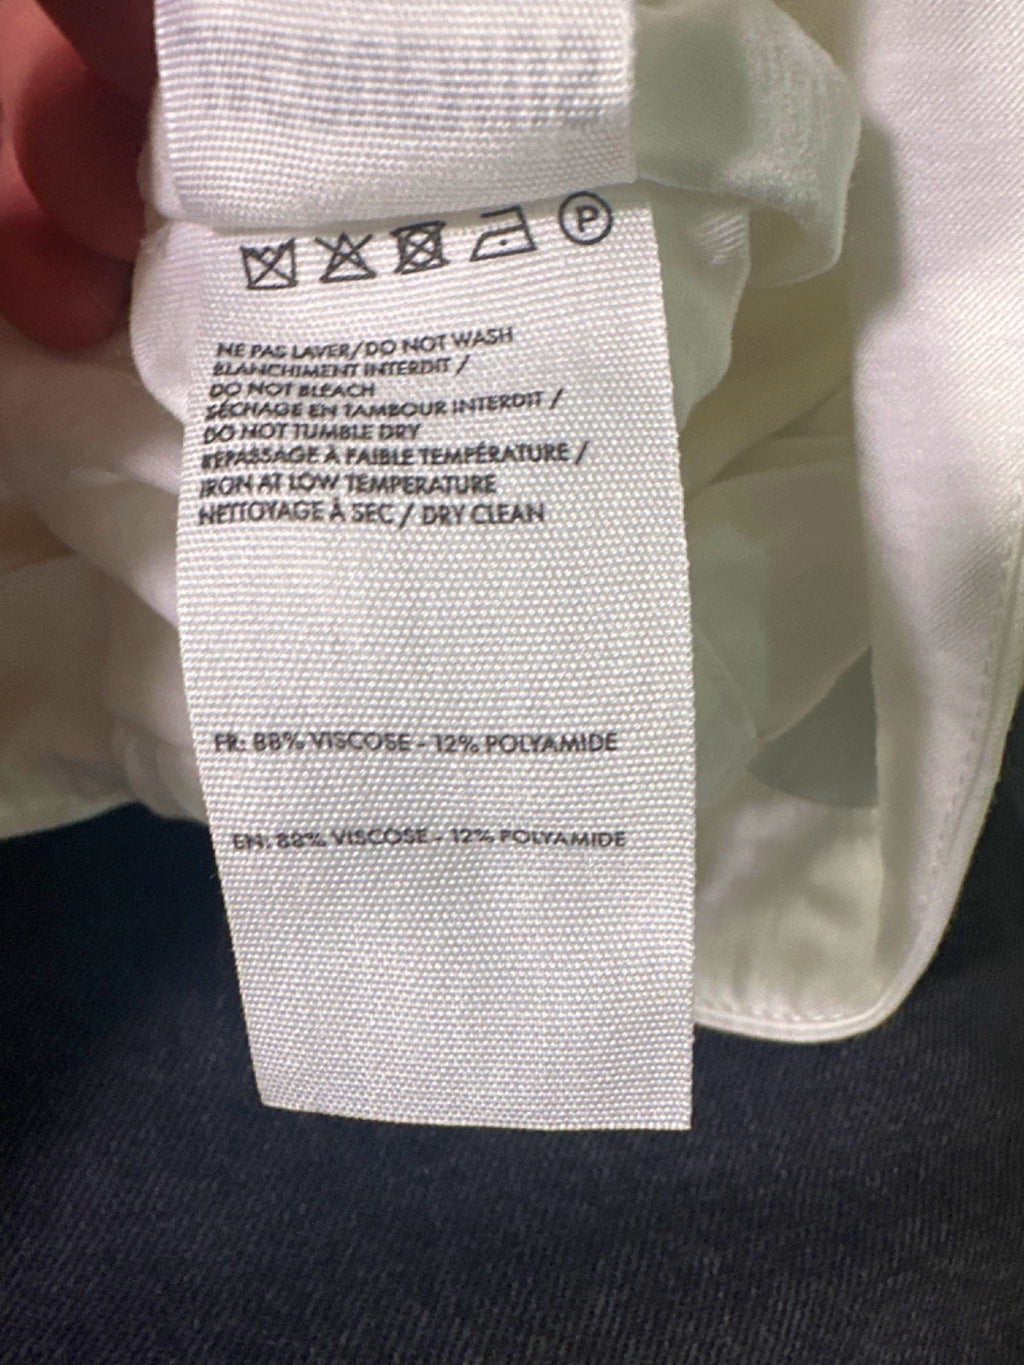 P
NE PAS LAVER/DO NOT WASH
BLANCHIMENT INTERDIT /
DO NOT BLEACH
SÉCHAGE EN TAMBOUR INTERDIT /
DO NOT TUMBLE DRY
REPASSAGE À FAIBLE TEMPÉRATURE /
IRON AT LOW TEMPERATURE
NETTOYAGE À SEC / DRY CLEAN
FR: 88% VISCOSE - 12% POLYAMIDE
EN: 88% VISCOSE - 12% POLYAMIDE